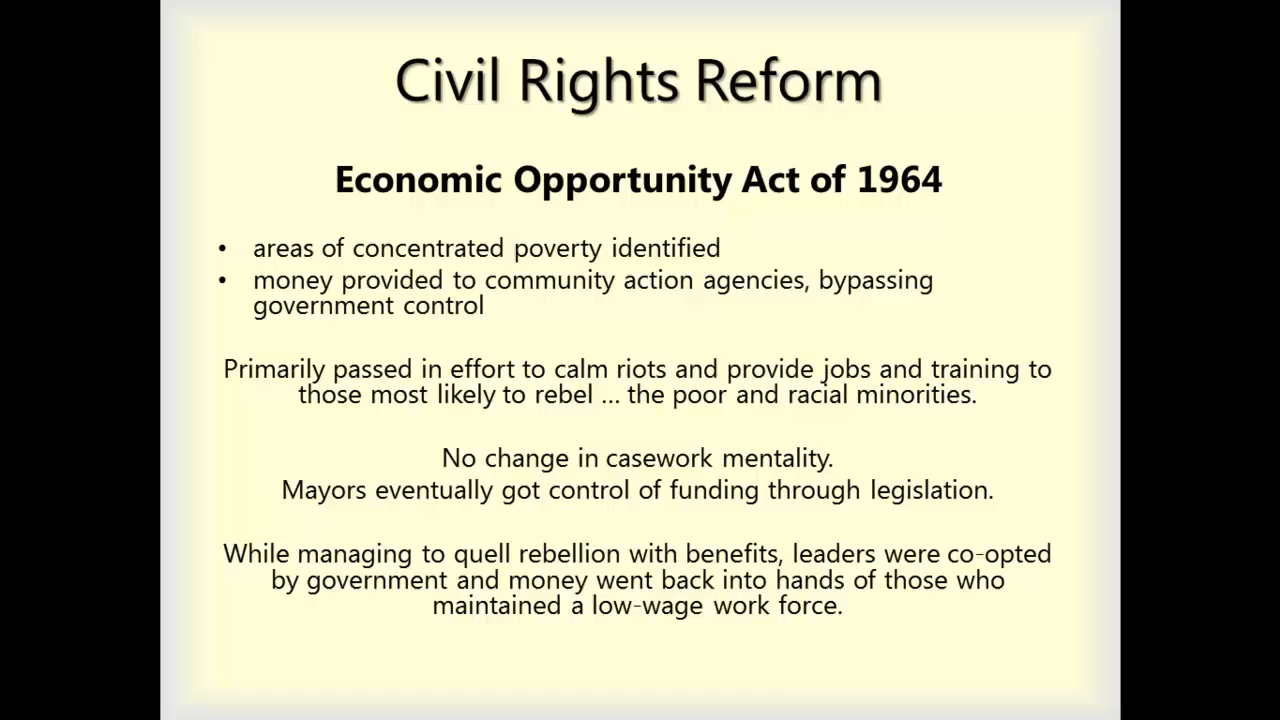 Civil Rights Reform
Economic Opportunity Act of 1964
• areas of concentrated poverty identified
• money provided to community action agencies, bypassing
government control
Primarily passed in effort to calm riots and provide jobs and training to
those most likely to rebel ... the poor and racial minorities.
No change in casework mentality.
Mayors eventually got control of funding through legislation.
While managing to quell rebellion with benefits, leaders were co-opted
by government and money went back into hands of those who
maintained a low-wage work force.